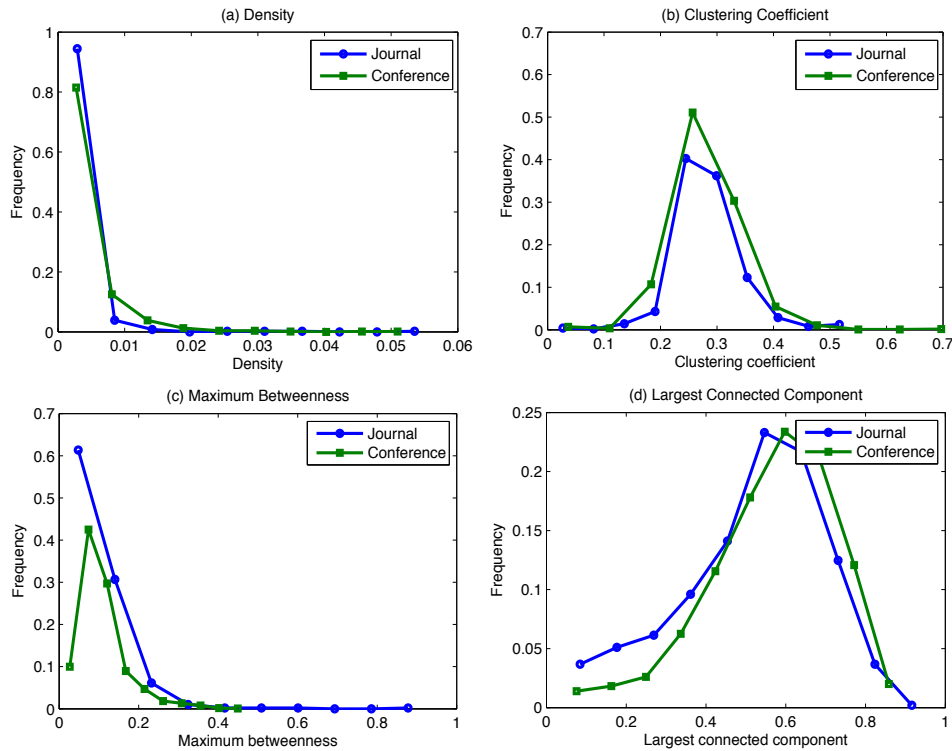 (a) Density
1
0.8
0.6
0.4
0.2
0
Frequency
0 0.01 0.02 0.03 0.04 0.05 0.06
Density
Journal
Conference
(b) Clustering Coefficient
0.7
0.6
0.5
0.4
0.3
0.2
0.1
0
Frequency
0 0.1 0.2 0.3 0.4 0.5 0.6 0.7
Clustering coefficient
Journal
Conference
(c) Maximum Betweenness
0.7
0.6
0.5
0.4
0.3
0.2
0.1
0
Frequency
0 0.2 0.4 0.6 0.8 1
Maximum betweenness
Journal
Conference
(d) Largest Connected Component
0.25
0.2
0.15
0.1
0.05
0
Frequency
0 0.2 0.4 0.6 0.8 1
Largest connected component
Journal
Conference